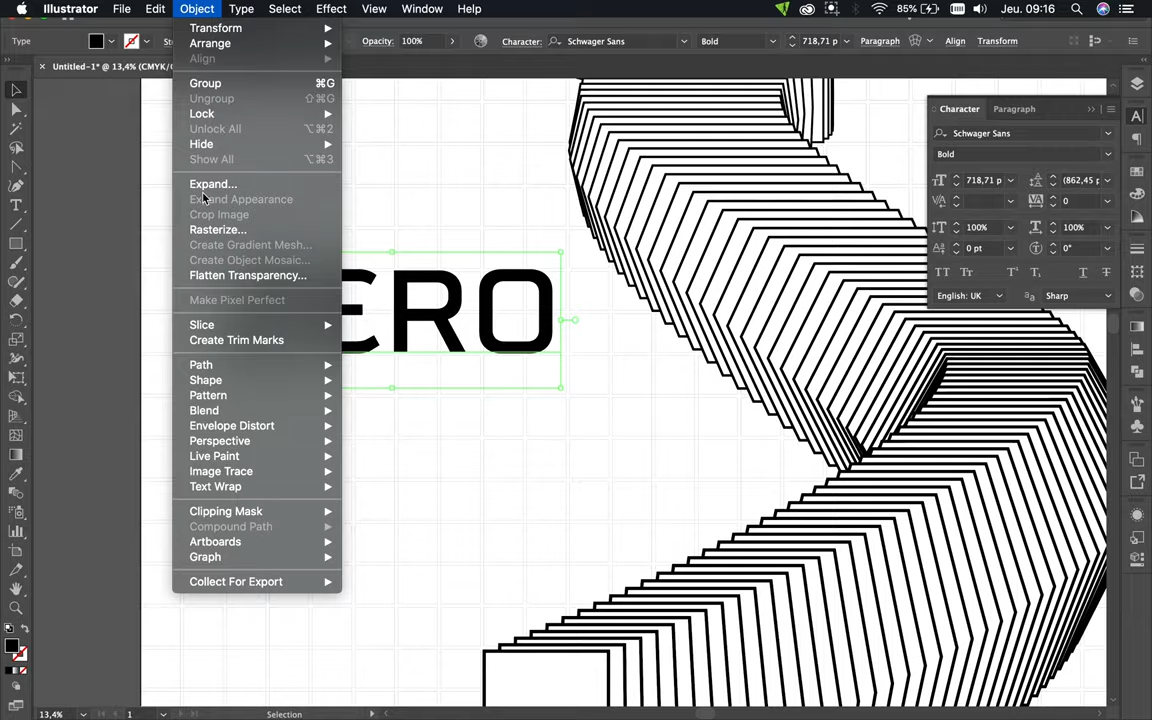 Illustrator File Edit Object Type Select Effect View Window Help 85% Jeu. 09:16
Type Opacity: 100% Character: Schwager Sans Bold 718,71 p Paragraph Align Transform
Untitled-1* @ 13,4% (CMYK/
Transform
Arrange
Align
Group ⌘G
Ungroup ⇧⌘G
Lock
Unlock All ⌥⌘2
Hide
Show All ⌥⌘3
Expand...
Expand Appearance
Crop Image
Rasterize...
Create Gradient Mesh...
Create Object Mosaic...
Flatten Transparency...
Make Pixel Perfect
Slice
Create Trim Marks
Path
Shape
Pattern
Blend
Envelope Distort
Perspective
Live Paint
Image Trace
Text Wrap
Clipping Mask
Compound Path
Artboards
Graph
Collect For Export
ERO
Character Paragraph
Schwager Sans
Bold
718,71 p (862,45 p
0
100% 100%
0 pt 0°
English: UK Sharp
13,4% 1 Selection